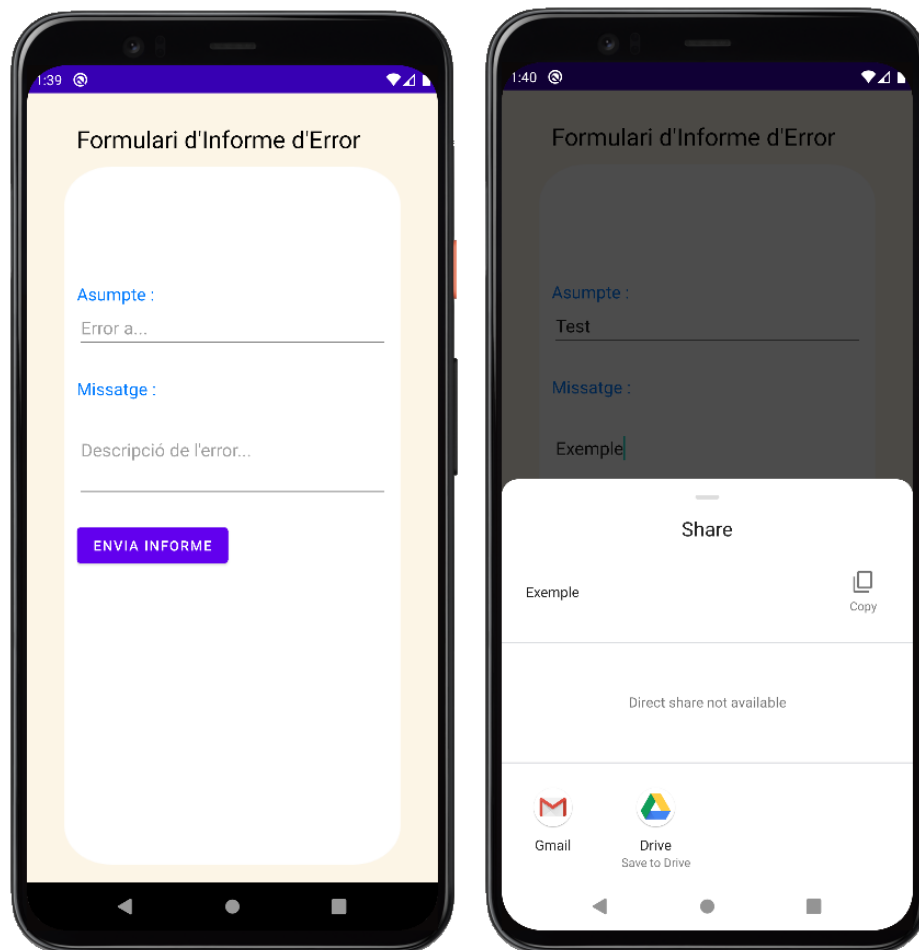 1:39
Formulari d'Informe d'Error
Asumpte :
Error a...
Missatge :
Descripció de l'error...
ENVIA INFORME
1:40
Formulari d'Informe d'Error
Asumpte :
Test
Missatge :
Exemple
Share
Exemple
Copy
Direct share not available
Gmail
Drive
Save to Drive